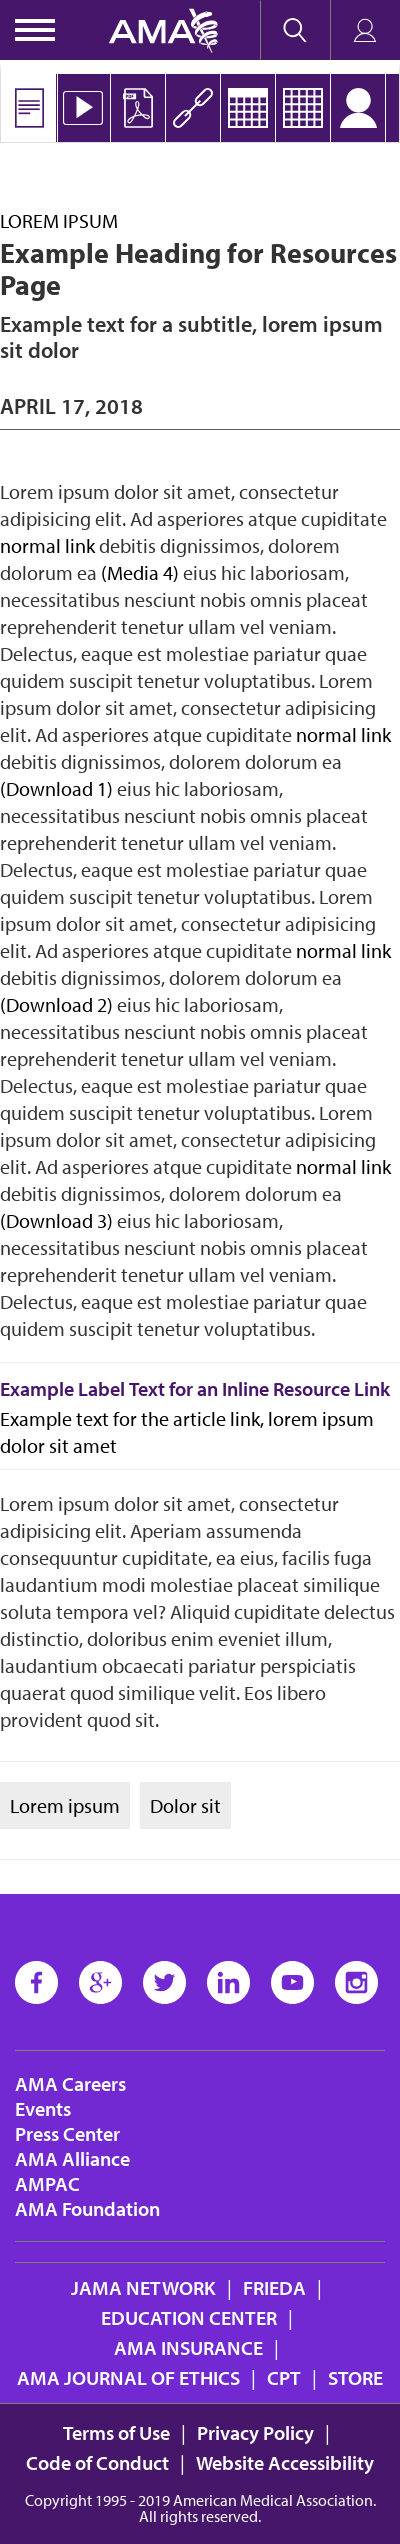 AMA
PDF
LOREM IPSUM
Example Heading for Resources
Page
Example text for a subtitle, lorem ipsum
sit dolor
APRIL 17, 2018
Lorem ipsum dolor sit amet, consectetur
adipisicing elit. Ad asperiores atque cupiditate
normal link debitis dignissimos, dolorem
dolorum ea (Media 4) eius hic laboriosam,
necessitatibus nesciunt nobis omnis placeat
reprehenderit tenetur ullam vel veniam.
Delectus, eaque est molestiae pariatur quae
quidem suscipit tenetur voluptatibus. Lorem
ipsum dolor sit amet, consectetur adipisicing
elit. Ad asperiores atque cupiditate normal link
debitis dignissimos, dolorem dolorum ea
(Download 1) eius hic laboriosam,
necessitatibus nesciunt nobis omnis placeat
reprehenderit tenetur ullam vel veniam.
Delectus, eaque est molestiae pariatur quae
quidem suscipit tenetur voluptatibus. Lorem
ipsum dolor sit amet, consectetur adipisicing
elit. Ad asperiores atque cupiditate normal link
debitis dignissimos, dolorem dolorum ea
(Download 2) eius hic laboriosam,
necessitatibus nesciunt nobis omnis placeat
reprehenderit tenetur ullam vel veniam.
Delectus, eaque est molestiae pariatur quae
quidem suscipit tenetur voluptatibus. Lorem
ipsum dolor sit amet, consectetur adipisicing
elit. Ad asperiores atque cupiditate normal link
debitis dignissimos, dolorem dolorum ea
(Download 3) eius hic laboriosam,
necessitatibus nesciunt nobis omnis placeat
reprehenderit tenetur ullam vel veniam.
Delectus, eaque est molestiae pariatur quae
quidem suscipit tenetur voluptatibus.
Example Label Text for an Inline Resource Link
Example text for the article link, lorem ipsum
dolor sit amet
Lorem ipsum dolor sit amet, consectetur
adipisicing elit. Aperiam assumenda
consequuntur cupiditate, ea eius, facilis fuga
laudantium modi molestiae placeat similique
soluta tempora vel? Aliquid cupiditate delectus
distinctio, doloribus enim eveniet illum,
laudantium obcaecati pariatur perspiciatis
quaerat quod similique velit. Eos libero
provident quod sit.
Lorem ipsum Dolor sit
AMA Careers
Events
Press Center
AMA Alliance
AMPAC
AMA Foundation
JAMA NETWORK | FRIEDA |
EDUCATION CENTER |
AMA INSURANCE |
AMA JOURNAL OF ETHICS | CPT | STORE
Terms of Use | Privacy Policy |
Code of Conduct | Website Accessibility
Copyright 1995 - 2019 American Medical Association.
All rights reserved.